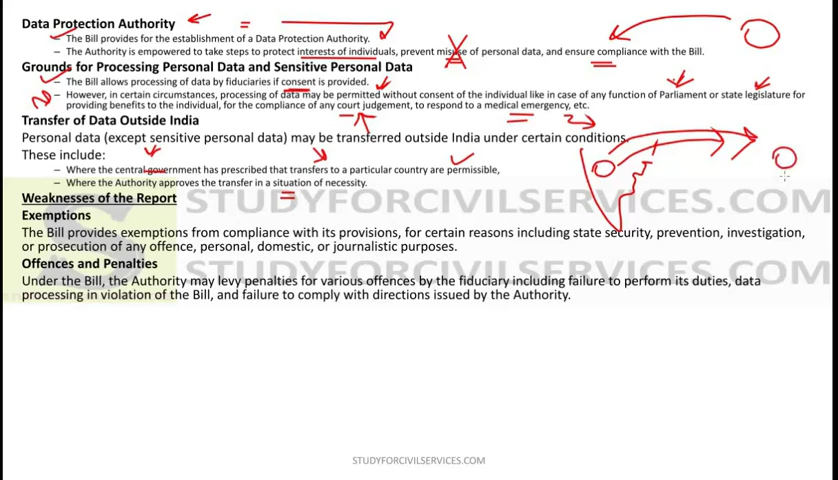 Data Protection Authority
– The Bill provides for the establishment of a Data Protection Authority.
– The Authority is empowered to take steps to protect interests of individuals, prevent misuse of personal data, and ensure compliance with the Bill.
Grounds for Processing Personal Data and Sensitive Personal Data
– The Bill allows processing of data by fiduciaries if consent is provided.
– However, in certain circumstances, processing of data may be permitted without consent of the individual like in case of any function of Parliament or state legislature for
providing benefits to the individual, for the compliance of any court judgement, to respond to a medical emergency, etc.
Transfer of Data Outside India
Personal data (except sensitive personal data) may be transferred outside India under certain conditions.
These include:
– Where the central government has prescribed that transfers to a particular country are permissible,
– Where the Authority approves the transfer in a situation of necessity.
Weaknesses of the Report
STUDYFORCIVILSERVICES.COM
Exemptions
The Bill provides exemptions from compliance with its provisions, for certain reasons including state security, prevention, investigation,
or prosecution of any offence, personal, domestic, or journalistic purposes.
Offences and Penalties
STUDYFORCIVILSERVICES.COM
Under the Bill, the Authority may levy penalties for various offences by the fiduciary including failure to perform its duties, data
processing in violation of the Bill, and failure to comply with directions issued by the Authority.
STUDYFORCIVILSERVICES.COM